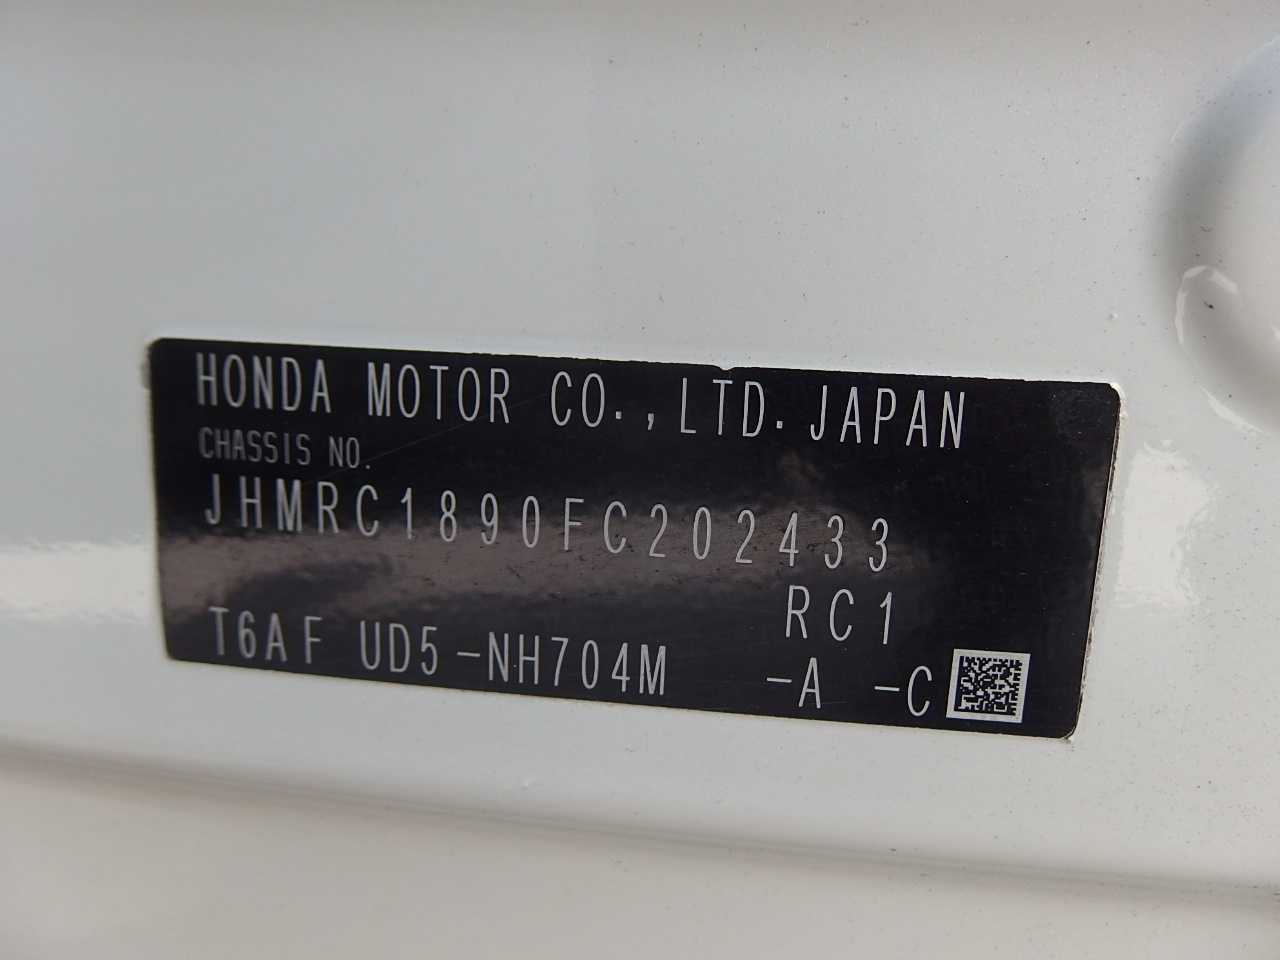 HONDA MOTOR CO.,LTD.JAPAN
CHASSIS NO.
JHMRC1890FC202433
RC1
T6AF UD5-NH704M -A -C